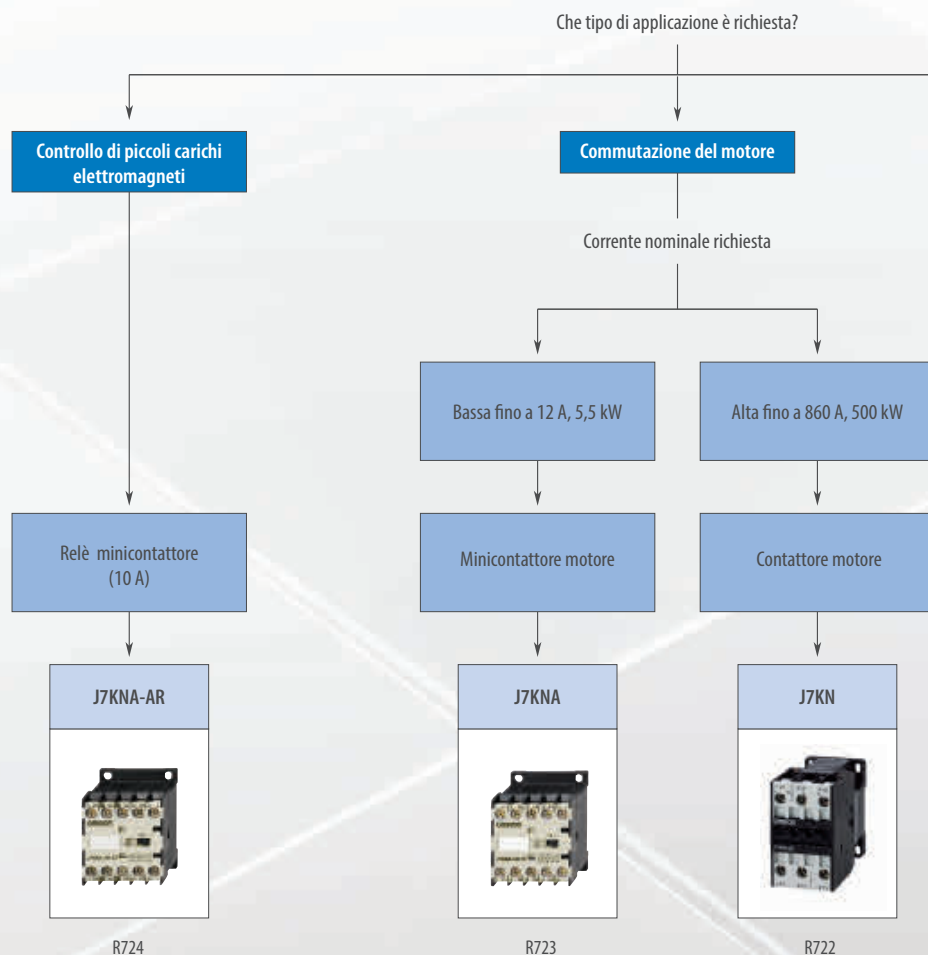 Che tipo di applicazione è richiesta?
Controllo di piccoli carichi
elettromagneti
Commutazione del motore
Corrente nominale richiesta
Bassa fino a 12 A, 5,5 kW
Alta fino a 860 A, 500 kW
Relè minicontattore
(10 A)
Minicontattore motore
Contattore motore
J7KNA-AR
J7KNA
J7KN
R724
R723
R722